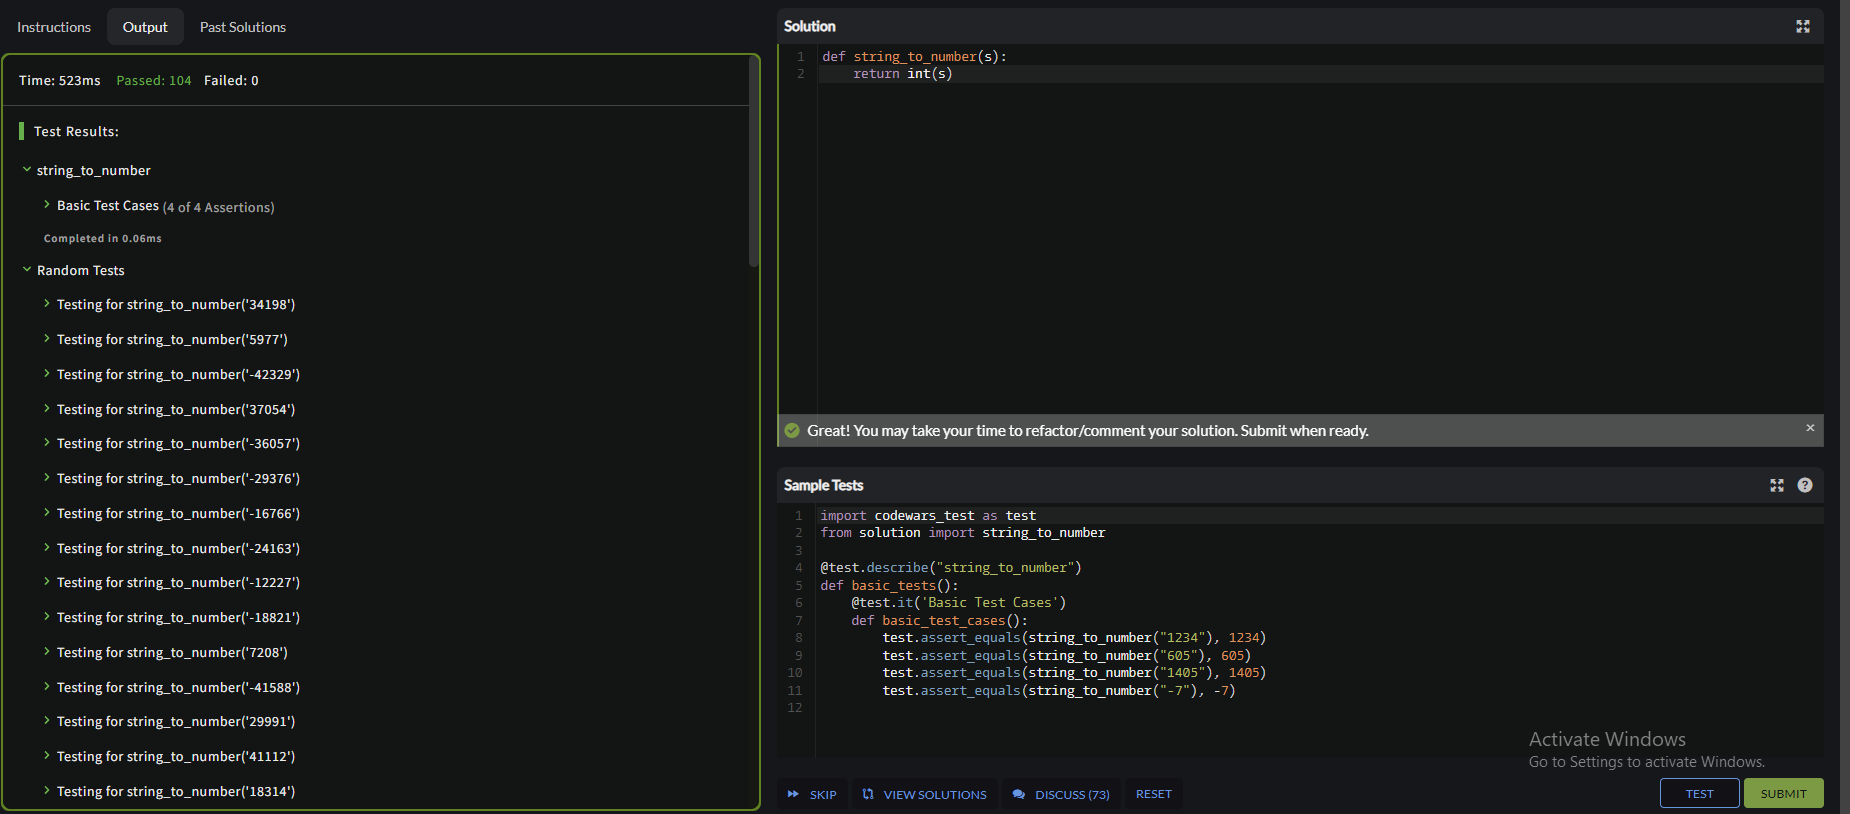 Instructions Output Past Solutions
Time: 523ms Passed: 104 Failed: 0
Test Results:
string_to_number
Basic Test Cases (4 of 4 Assertions)
Completed in 0.06ms
Random Tests
Testing for string_to_number('34198')
Testing for string_to_number('5977')
Testing for string_to_number('-42329')
Testing for string_to_number('37054')
Testing for string_to_number('-36057')
Testing for string_to_number('-29376')
Testing for string_to_number('-16766')
Testing for string_to_number('-24163')
Testing for string_to_number('-12227')
Testing for string_to_number('-18821')
Testing for string_to_number('7208')
Testing for string_to_number('-41588')
Testing for string_to_number('29991')
Testing for string_to_number('41112')
Testing for string_to_number('18314')
Solution
1 def string_to_number(s):
2     return int(s)
Great! You may take your time to refactor/comment your solution. Submit when ready.
Sample Tests
1 import codewars_test as test
2 from solution import string_to_number
3
4 @test.describe("string_to_number")
5 def basic_tests():
6     @test.it('Basic Test Cases')
7     def basic_test_cases():
8         test.assert_equals(string_to_number("1234"), 1234)
9         test.assert_equals(string_to_number("605"), 605)
10         test.assert_equals(string_to_number("1405"), 1405)
11         test.assert_equals(string_to_number("-7"), -7)
12
Activate Windows
Go to Settings to activate Windows.
SKIP VIEW SOLUTIONS DISCUSS (73) RESET TEST SUBMIT